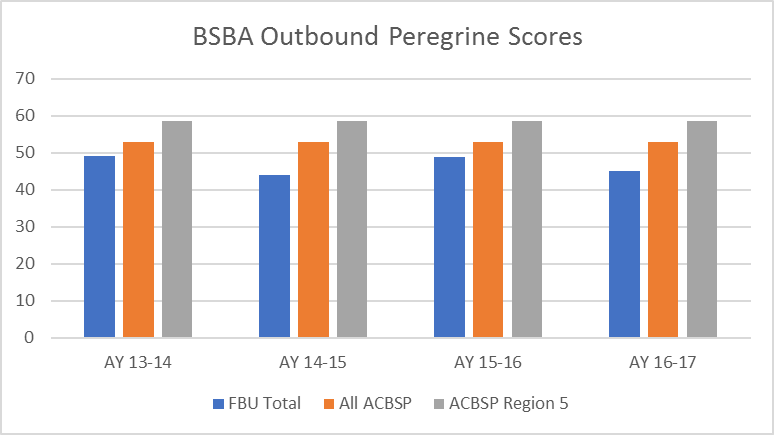 BSBA Outbound Peregrine Scores
70
60
50
40
30
20
10
0
AY 13-14 AY 14-15 AY 15-16 AY 16-17
FBU Total All ACBSP ACBSP Region 5